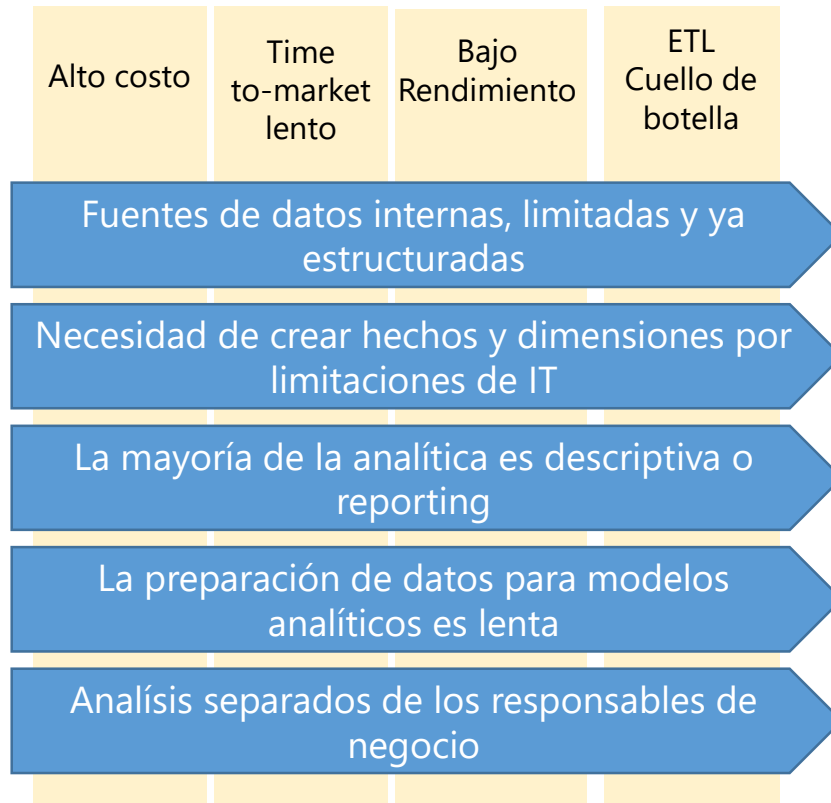 Alto costo
Time
to-market
lento
Bajo
Rendimiento
ETL
Cuello de
botella
Fuentes de datos internas, limitadas y ya
estructuradas
Necesidad de crear hechos y dimensiones por
limitaciones de IT
La mayoría de la analítica es descriptiva o
reporting
La preparación de datos para modelos
analíticos es lenta
Analísis separados de los responsables de
negocio